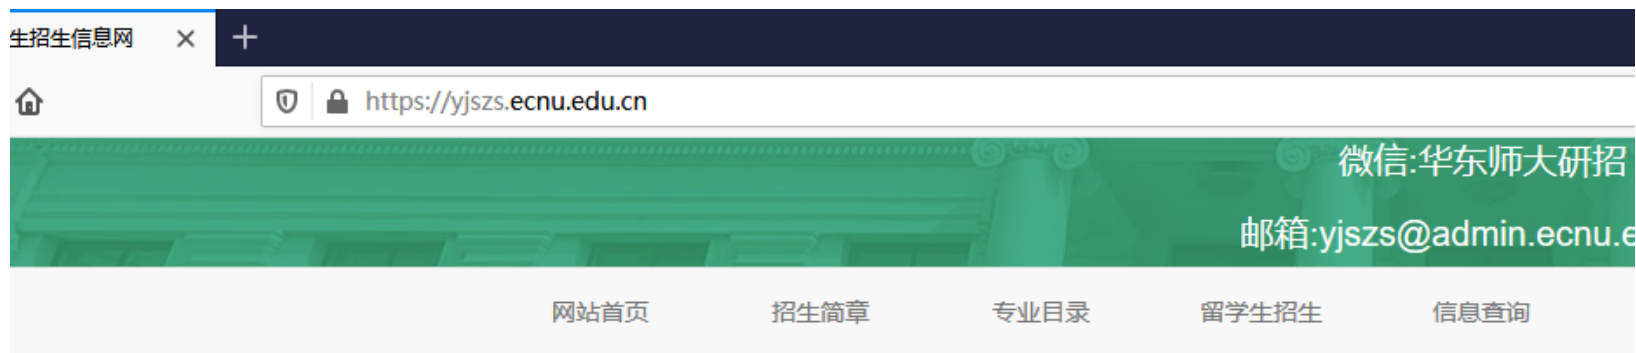 生招生信息网
https://yjszs.ecnu.edu.cn
微信:华东师大研招
邮箱:yjszs@admin.ecnu.e
网站首页 招生简章 专业目录 留学生招生 信息查询